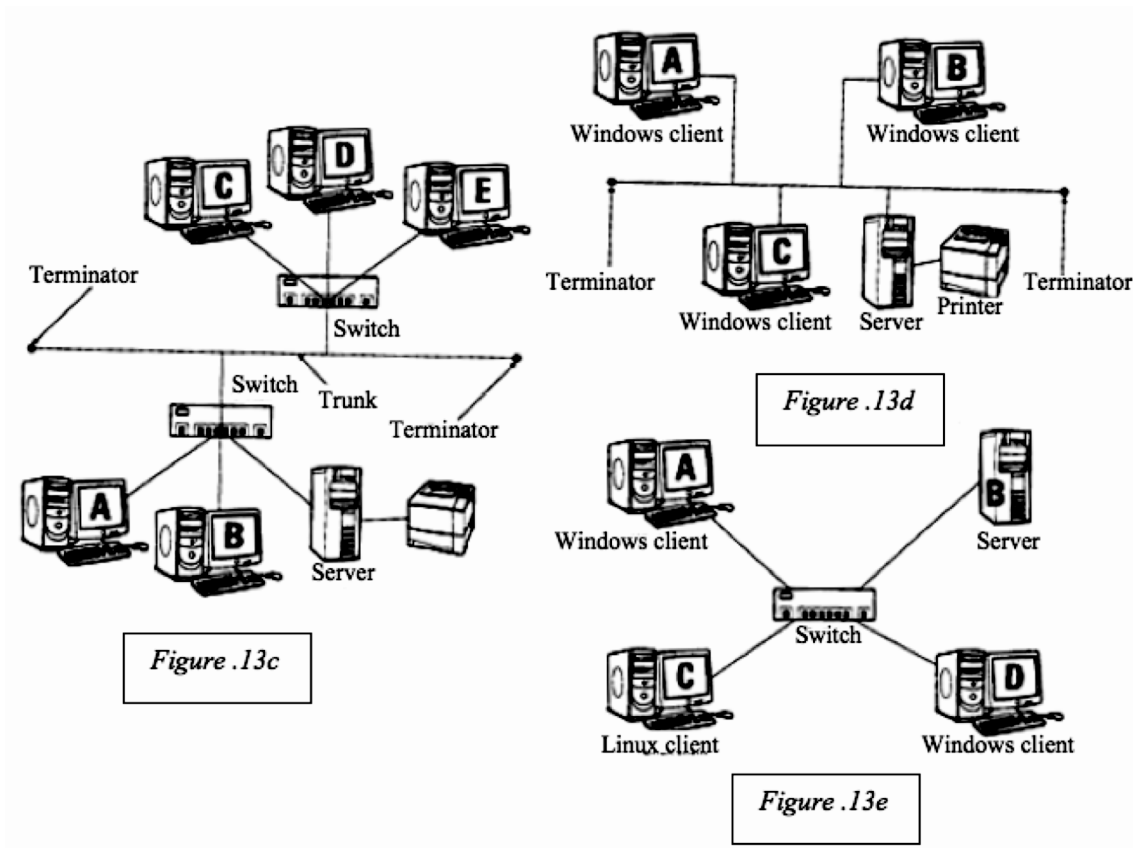 C
D
E
Terminator
Switch
Switch
Trunk
Terminator
A
B
Server
Figure .13c
A
Windows client
B
Windows client
Terminator
C
Windows client
Server
Printer
Terminator
Figure .13d
A
Windows client
B
Server
Switch
C
Linux client
D
Windows client
Figure .13e